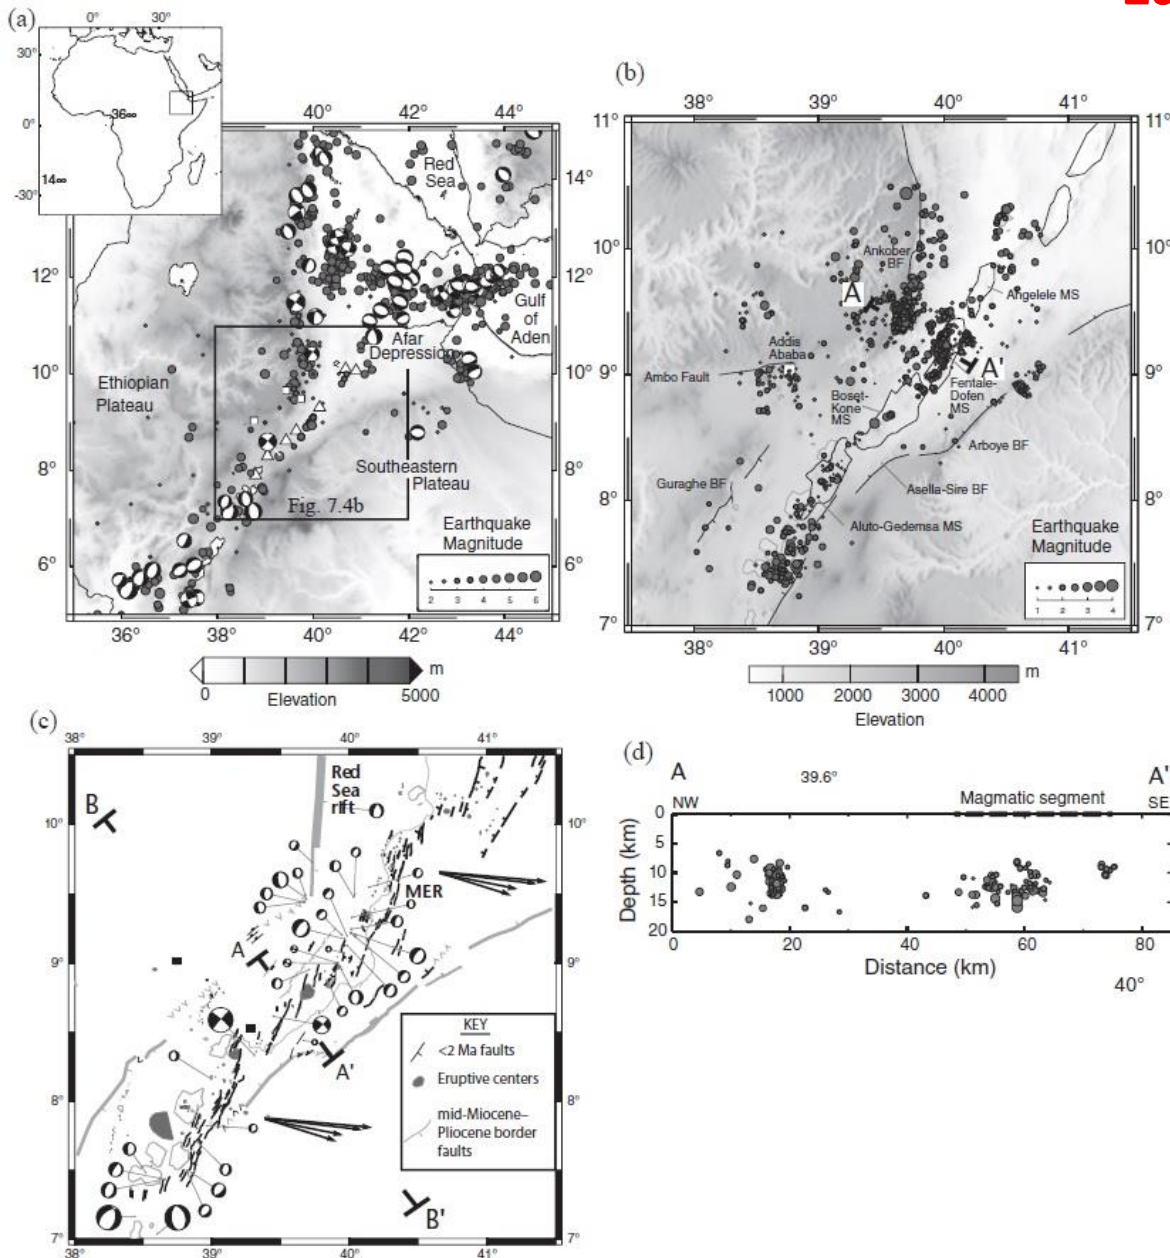 (a)
0° 30°
30°
0°
-30°
36∞
14∞
40° 42° 44°
Red
Sea
14°
12°
10°
8°
6°
Gulf
of
Aden
Afar
Depression
Ethiopian
Plateau
Southeastern
Plateau
Fig. 7.4b
Earthquake
Magnitude
2 3 4 5 6
36° 38° 40° 42° 44°
0 5000 m
Elevation
(b)
38° 39° 40° 41°
11° 11°
10° 10°
9° 9°
8° 8°
7° 7°
Ankober
BF
A
Angelele MS
Addis
Ababa
A'
Ambo Fault
Fentale-
Dofen
MS
Boset-
Kone
MS
Arboye BF
Guraghe BF
Asella-Sire BF
Aluto-Gedemsa MS
Earthquake
Magnitude
1 2 3 4
38° 39° 40° 41°
1000 2000 3000 4000 m
Elevation
(c)
38° 39° 40° 41°
Red
Sea
rift
B
10° 10°
MER
A
9° 9°
A'
KEY
<2 Ma faults
Eruptive centers
mid-Miocene–
Pliocene border
faults
8° 8°
B'
7° 7°
38° 39° 40° 41°
(d)
A 39.6° A'
NW Magmatic segment SE
0
5
10
15
20
Depth (km)
0 20 40 60 80
Distance (km)
40°